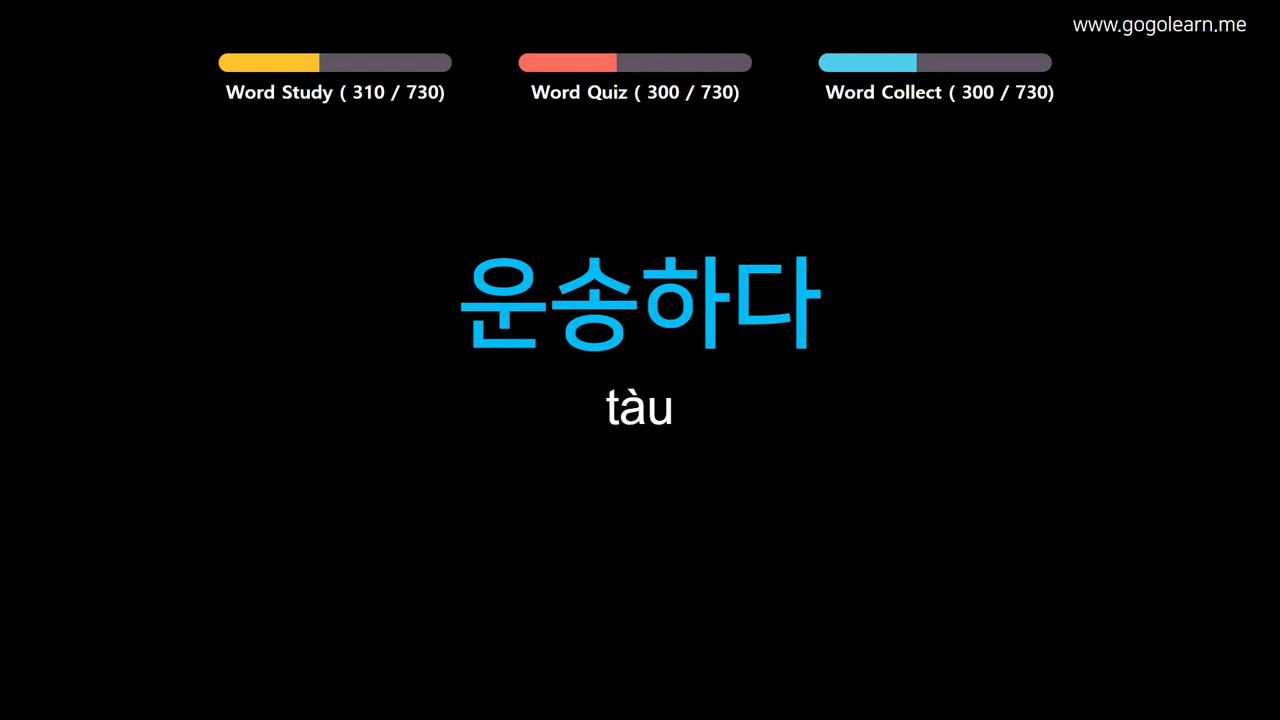 www.gogolearn.me
Word Study ( 310 / 730)
Word Quiz ( 300 / 730)
Word Collect ( 300 / 730)
운송하다
tàu